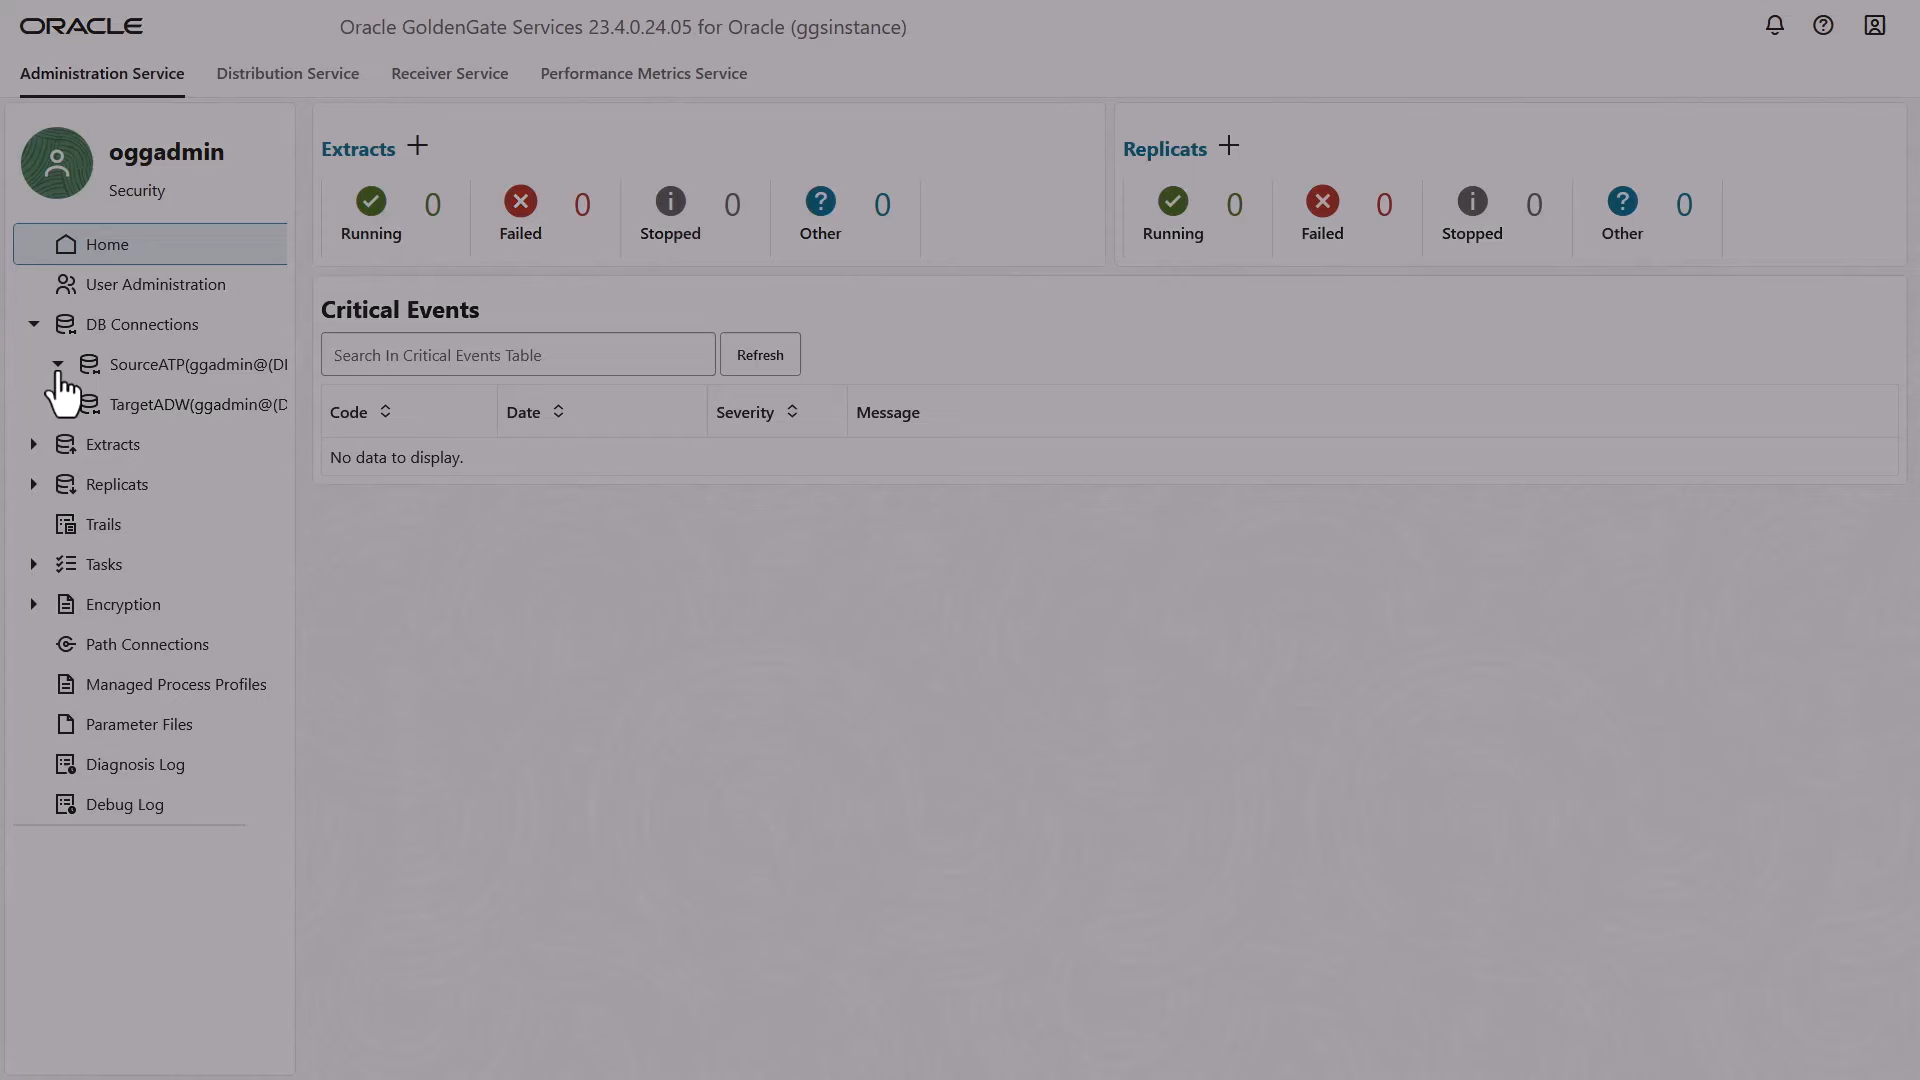 ORACLE
Oracle GoldenGate Services 23.4.0.24.05 for Oracle (ggsinstance)
Administration Service
Distribution Service
Receiver Service
Performance Metrics Service
oggadmin
Security
Home
User Administration
DB Connections
SourceATP(ggadmin@(DI
TargetADW(ggadmin@(D
Extracts
Replicats
Trails
Tasks
Encryption
Path Connections
Managed Process Profiles
Parameter Files
Diagnosis Log
Debug Log
Extracts
0
Running
0
Failed
0
Stopped
0
Other
Replicats
0
Running
0
Failed
0
Stopped
0
Other
Critical Events
Search In Critical Events Table
Refresh
Code Date Severity Message
No data to display.